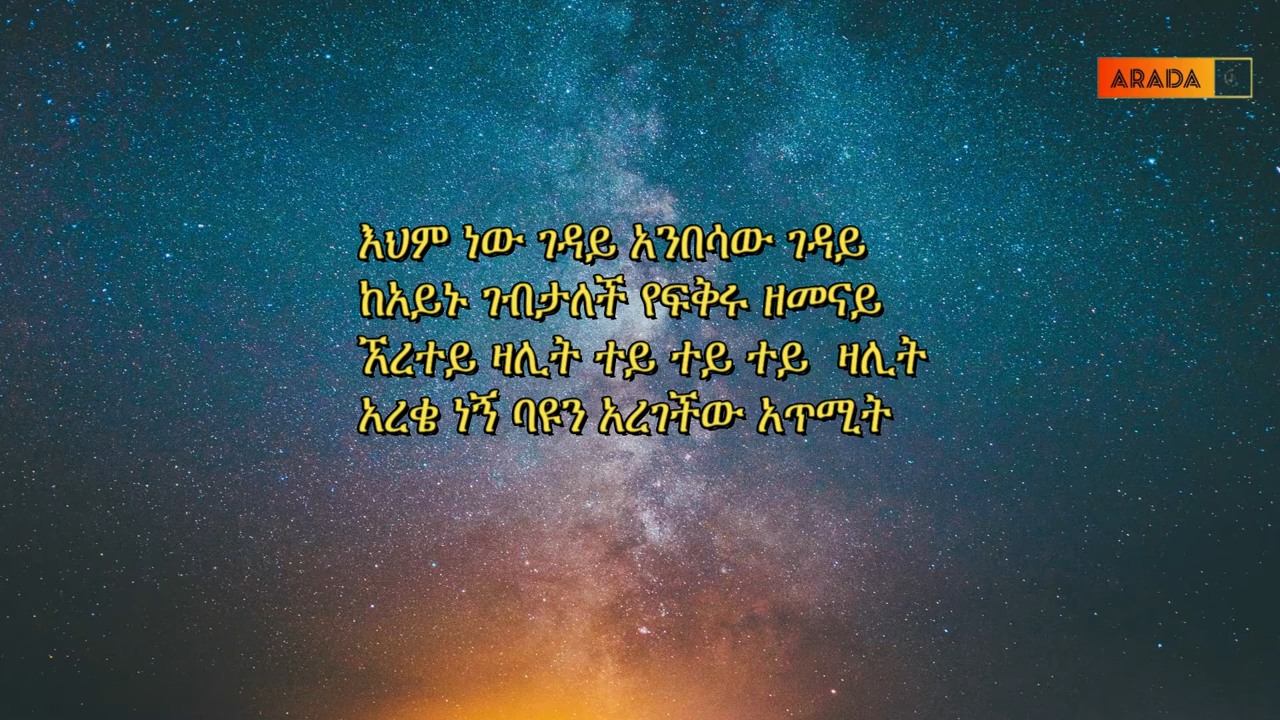 ARADA
እህም ነው ገዳይ አንበሳው ገዳይ
ከአይኑ ገብታለች የፍቅሩ ዘመናይ
ኧረተይ ዛሊት ተይ ተይ ተይ ዛሊት
አረቄ ነኝ ባዩን አረገችው አጥሚት